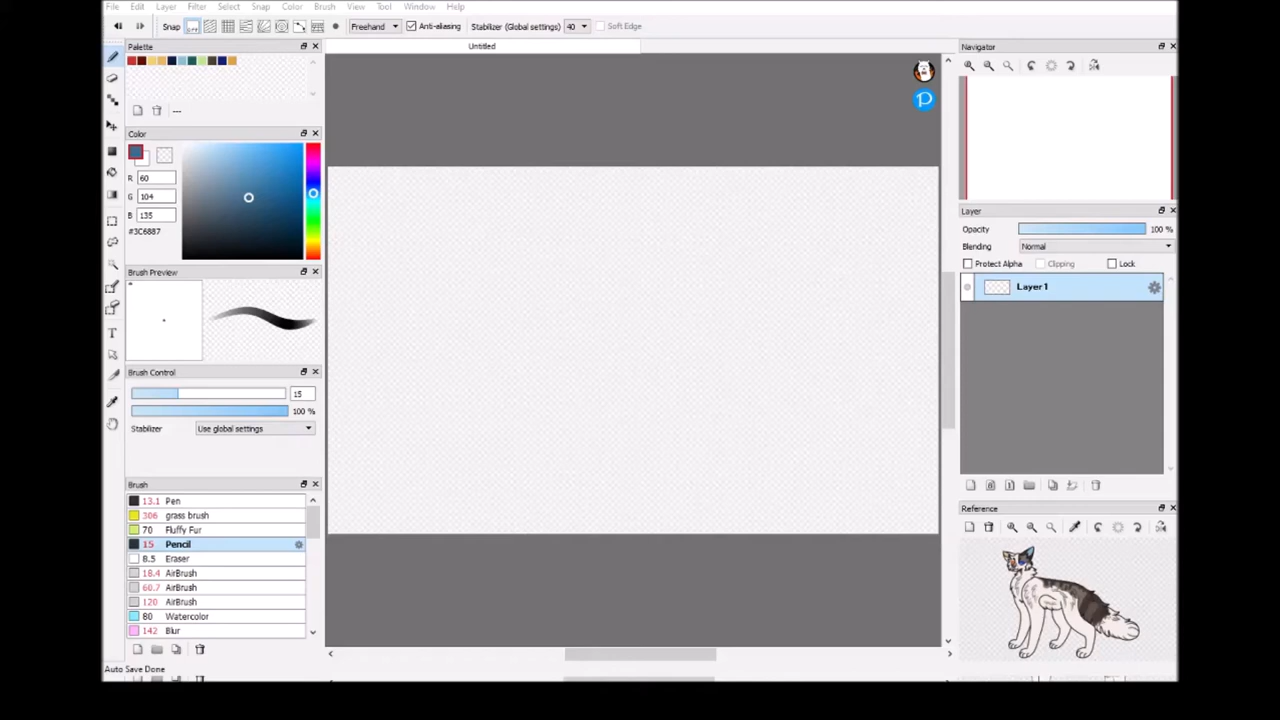 File Edit Layer Filter Select Snap Color Brush View Tool Window Help
Snap OFF Freehand Anti-aliasing Stabilizer (Global settings) 40 Soft Edge
Palette
Untitled
Navigator
---
Color
R 60
G 104
B 135
#3C6887
Brush Preview
Brush Control
15
100 %
Stabilizer Use global settings
Brush
13.1 Pen
306 grass brush
70 Fluffy Fur
15 Pencil
8.5 Eraser
18.4 AirBrush
60.7 AirBrush
120 AirBrush
80 Watercolor
142 Blur
Auto Save Done
Layer
Opacity 100 %
Blending Normal
Protect Alpha Clipping Lock
Layer1
Reference